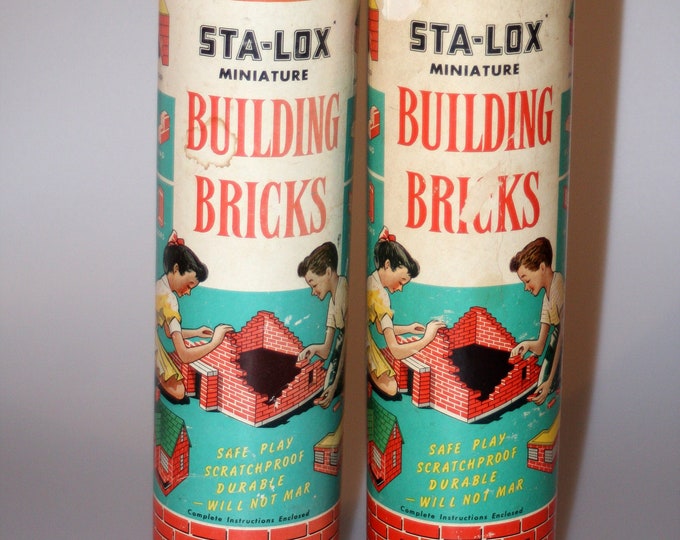 STA-LOX
MINIATURE
BUILDING
BRICKS
SAFE PLAY
SCRATCHPROOF
DURABLE
—WILL NOT MAR
Complete Instructions Enclosed
STA-LOX
MINIATURE
BUILDING
BRICKS
SAFE PLAY
SCRATCHPROOF
DURABLE
—WILL NOT MAR
Complete Instructions Enclosed